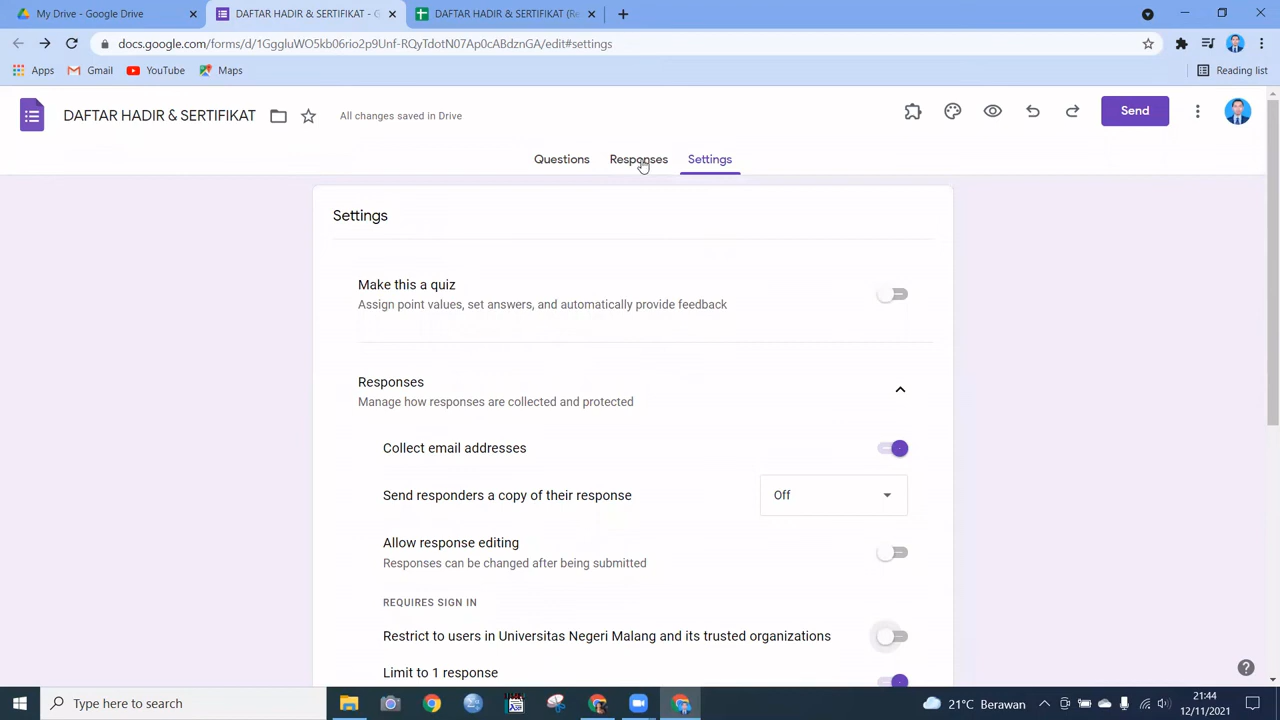 My Drive - Google Drive
DAFTAR HADIR & SERTIFIKAT - G
DAFTAR HADIR & SERTIFIKAT (Re
docs.google.com/forms/d/1GggluWO5kb06rio2p9Unf-RQyTdotN07Ap0cABdznGA/edit#settings
Apps
Gmail
YouTube
Maps
Reading list
DAFTAR HADIR & SERTIFIKAT
All changes saved in Drive
Send
Questions
Responses
Settings
Settings
Make this a quiz
Assign point values, set answers, and automatically provide feedback
Responses
Manage how responses are collected and protected
Collect email addresses
Send responders a copy of their response
Off
Allow response editing
Responses can be changed after being submitted
REQUIRES SIGN IN
Restrict to users in Universitas Negeri Malang and its trusted organizations
Limit to 1 response
Type here to search
21°C Berawan
21:44
12/11/2021